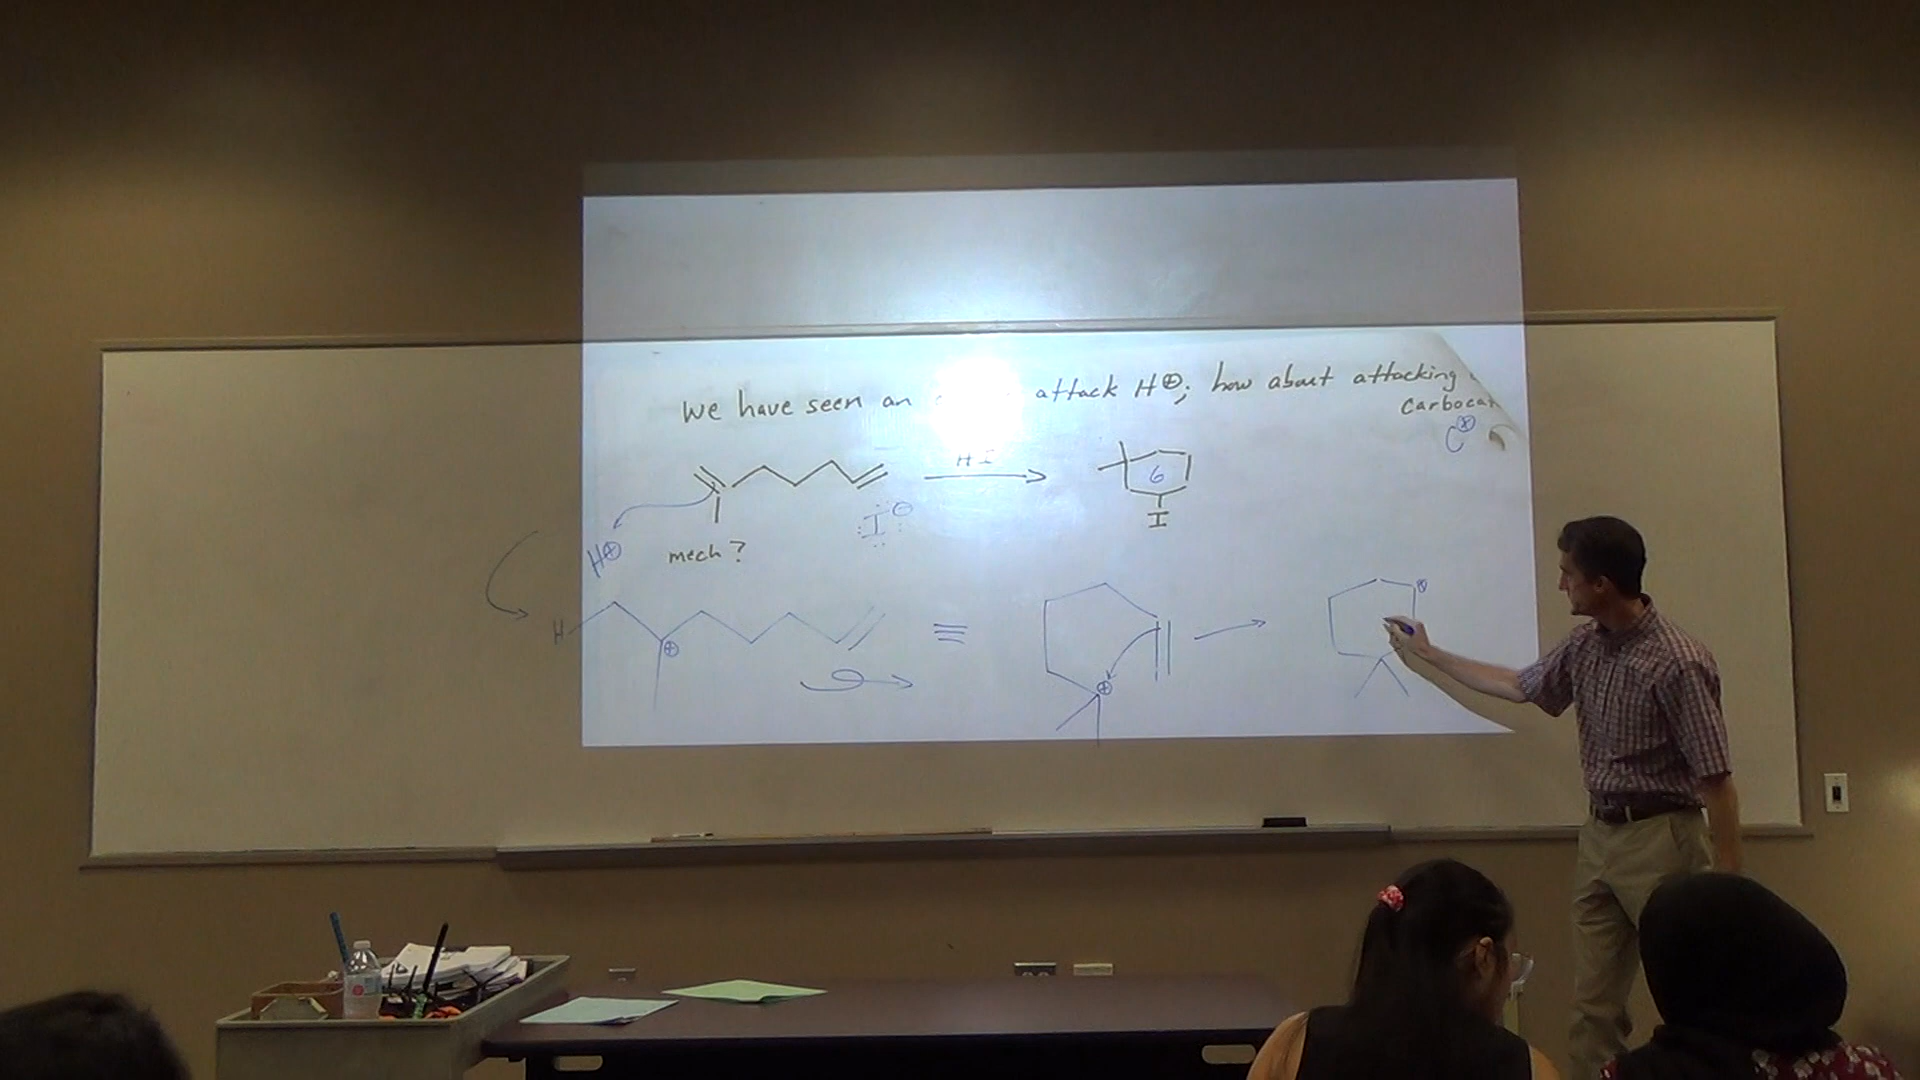 We have seen an attack H⊕; how about attacking
Carbocat
C⊕
HI
6
I
:Ï:⊖
H⊕
mech?
H
⊕
≡
⊕
⊕